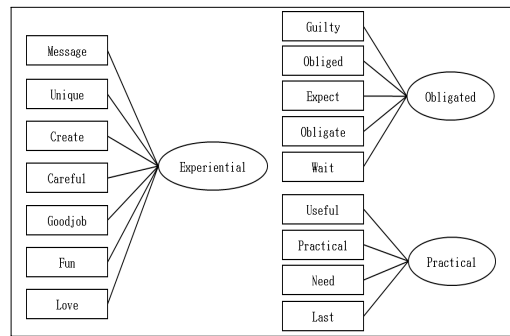 Message
Unique
Create
Careful
Goodjob
Fun
Love
Experiential
Guilty
Obliged
Expect
Obligate
Wait
Obligated
Useful
Practical
Need
Last
Practical